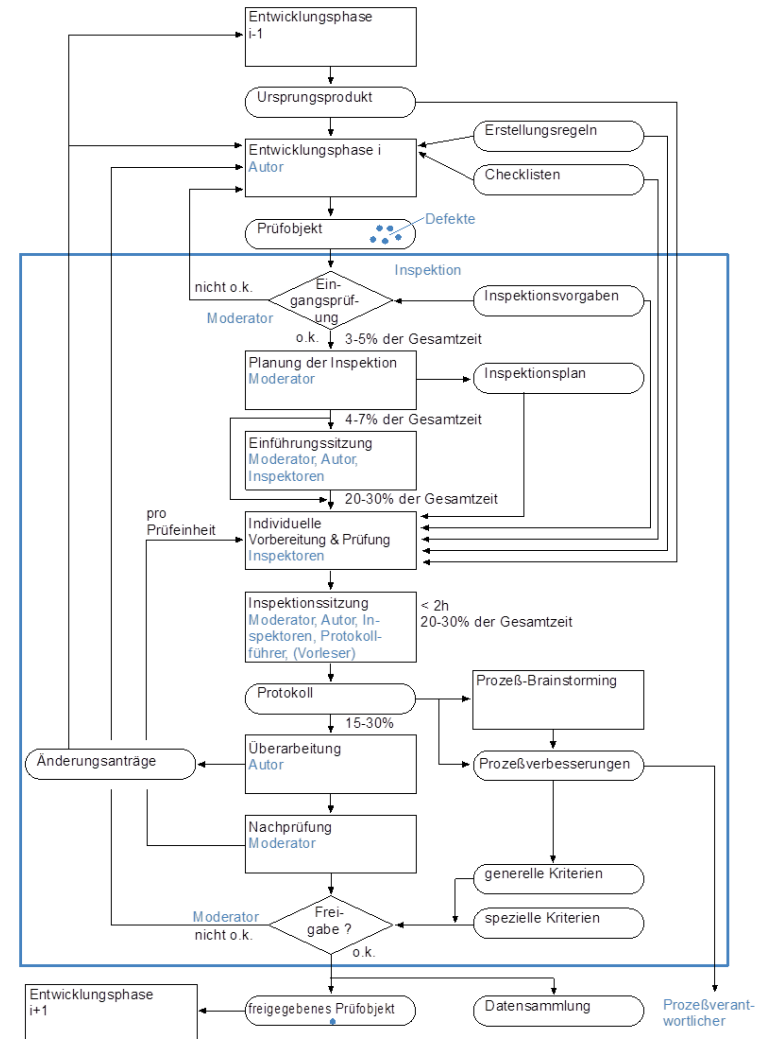 Entwicklungsphase
i-1
Ursprungsprodukt
Erstellungsregeln
Entwicklungsphase i
Autor
Checklisten
Prüfobjekt
Defekte
Inspektion
nicht o.k.
Ein-
gangsprüf-
ung
Inspektionsvorgaben
Moderator
o.k.
3-5% der Gesamtzeit
Planung der Inspektion
Moderator
Inspektionsplan
4-7% der Gesamtzeit
Einführungssitzung
Moderator, Autor,
Inspektoren
20-30% der Gesamtzeit
pro
Prüfeinheit
Individuelle
Vorbereitung & Prüfung
Inspektoren
Inspektionssitzung
Moderator, Autor, In-
spektoren, Protokoll-
führer, (Vorleser)
< 2h
20-30% der Gesamtzeit
Protokoll
Prozeß-Brainstorming
15-30%
Änderungsanträge
Überarbeitung
Autor
Prozeßverbesserungen
Nachprüfung
Moderator
generelle Kriterien
Moderator
nicht o.k.
Frei-
gabe ?
spezielle Kriterien
o.k.
Entwicklungsphase
i+1
freigegebenes Prüfobjekt
Datensammlung
Prozeßverant-
wortlicher